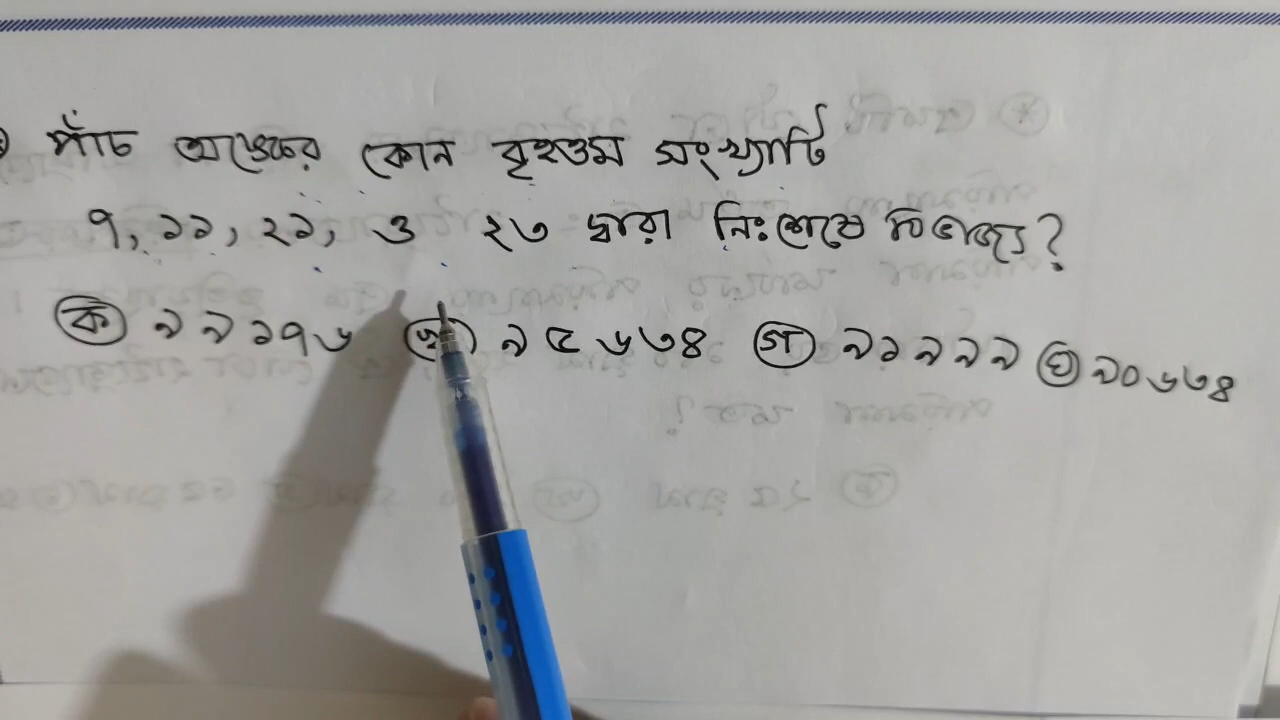 পাঁচ অঙ্কের কোন বৃহত্তম সংখ্যাটি
৭, ১১, ২১, ও ২৩ দ্বারা নিঃশেষে বিভাজ্য?
ক ৯৯১৭৬ খ ৯৫৬৩৪ গ ৯১৯৯৯ ঘ ৯০৬৩৪